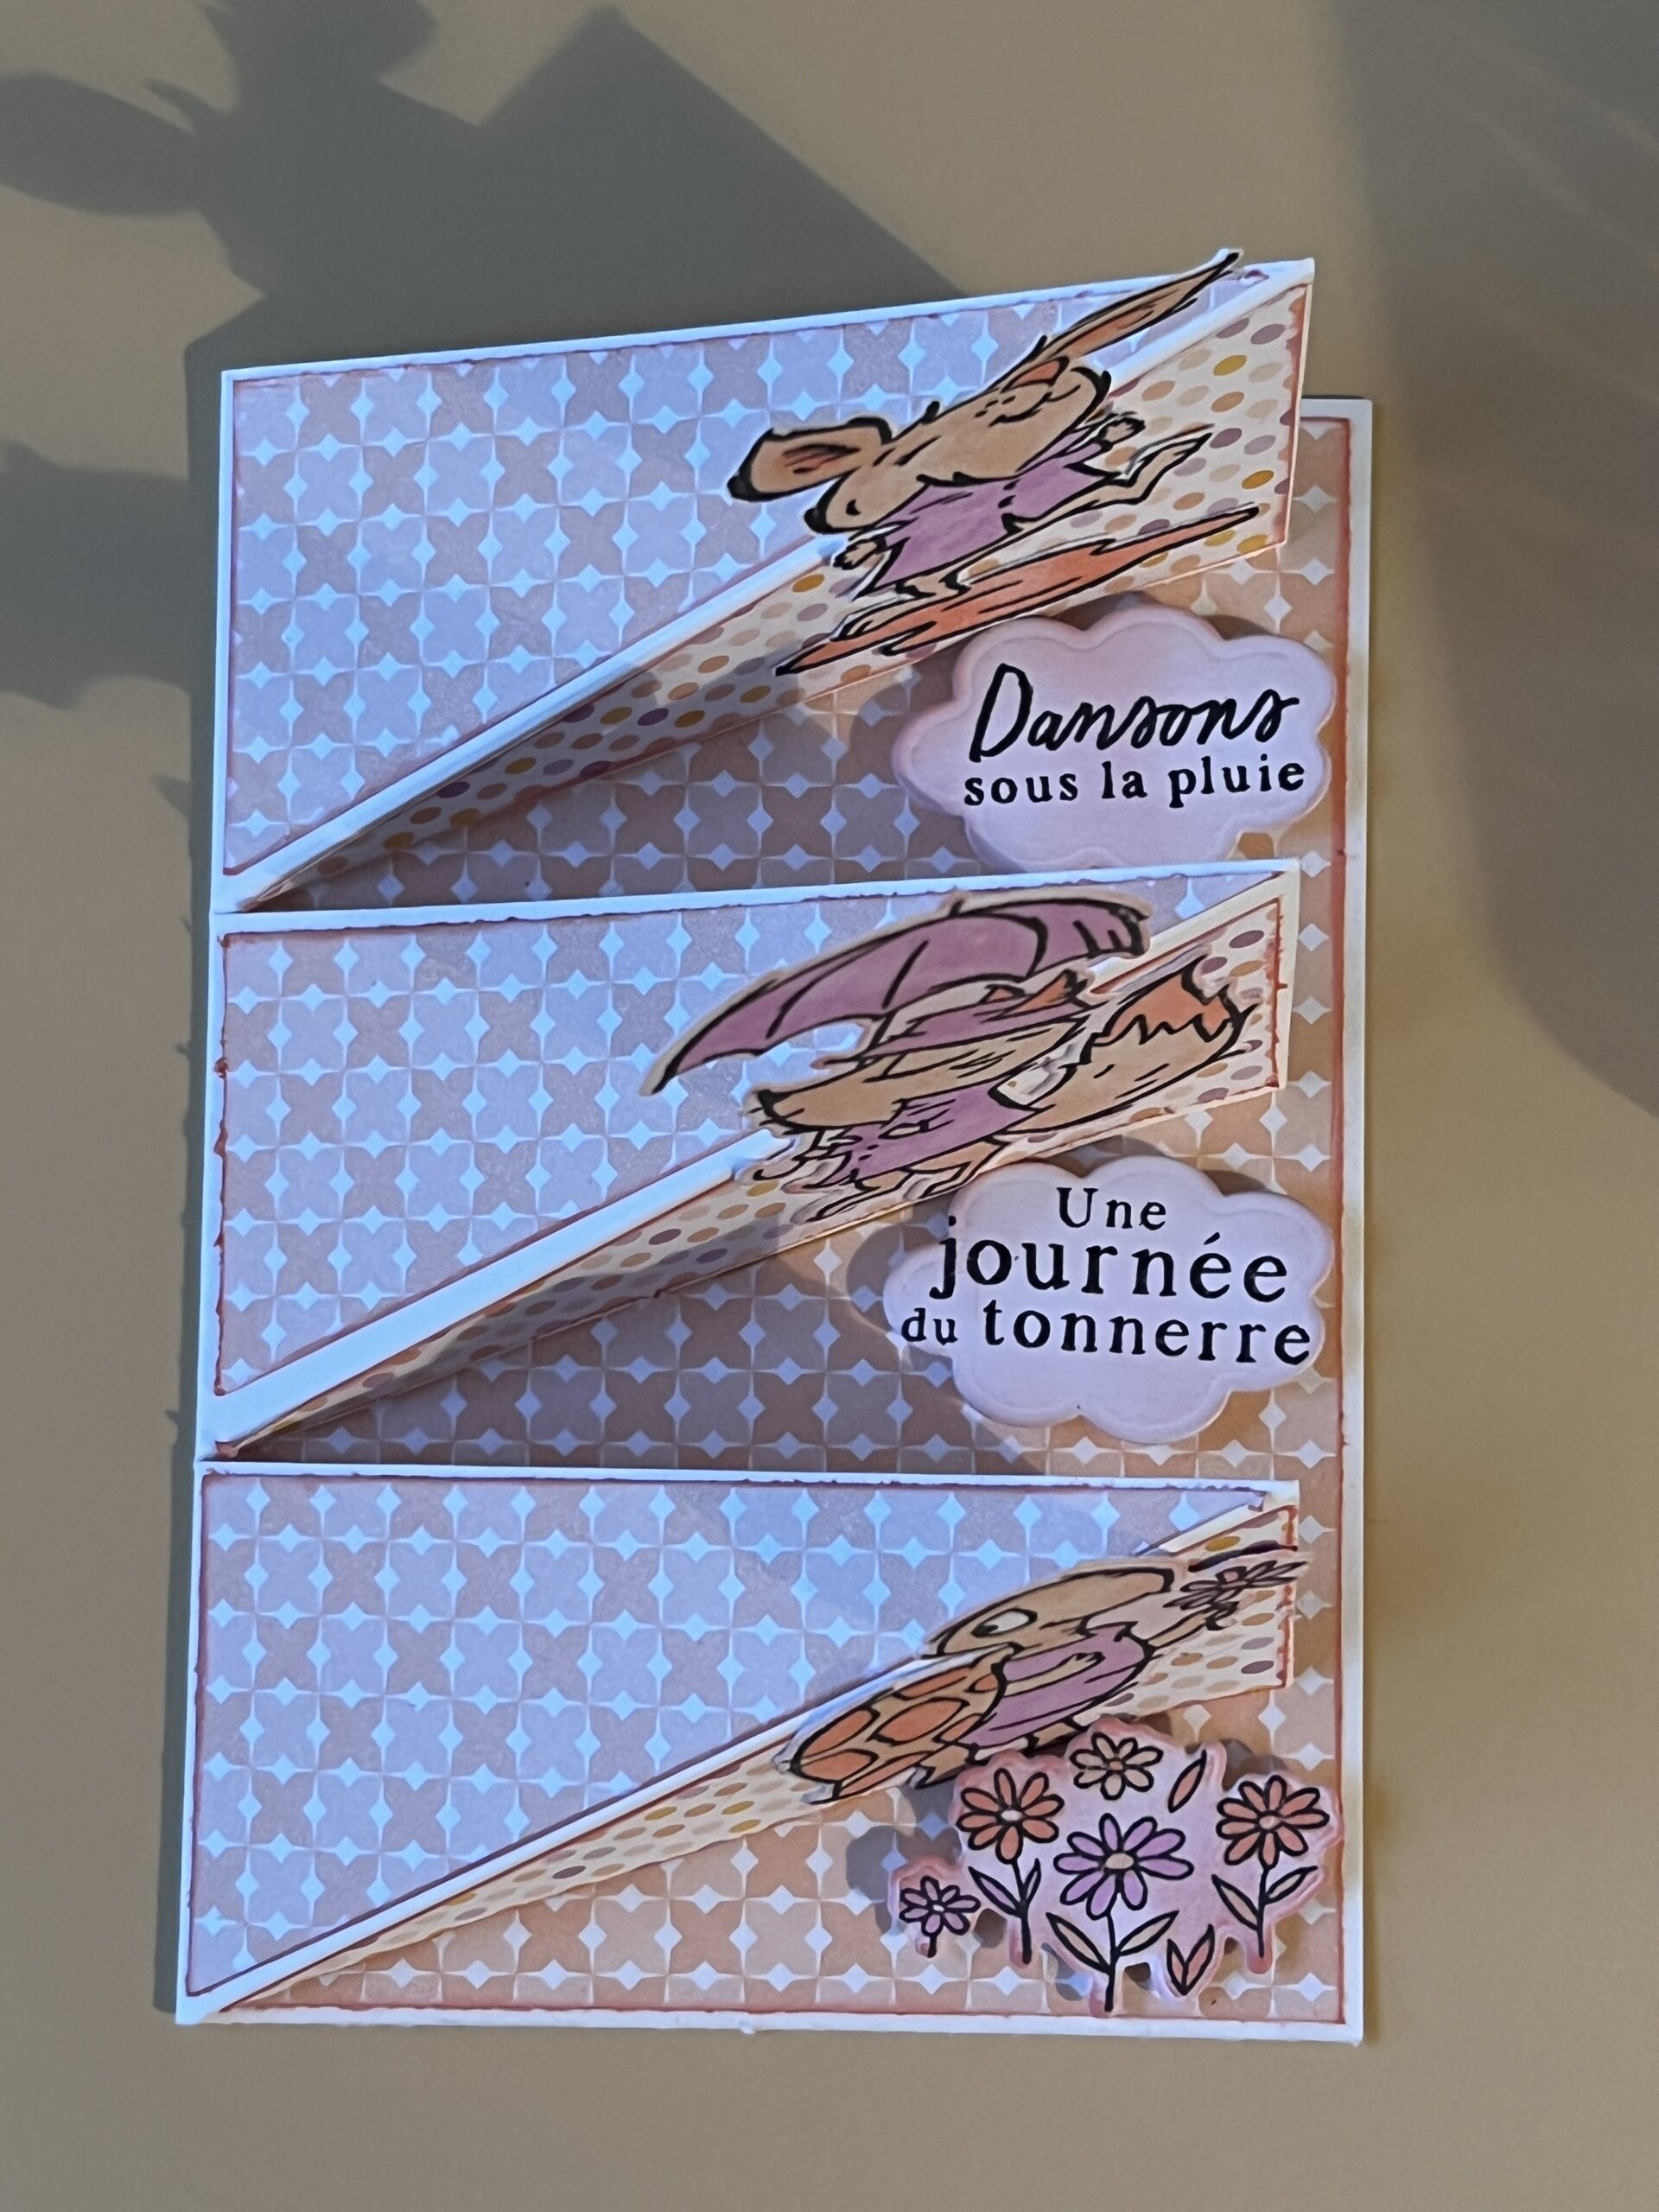 Dansons
sous la pluie
Une
journée
du tonnerre